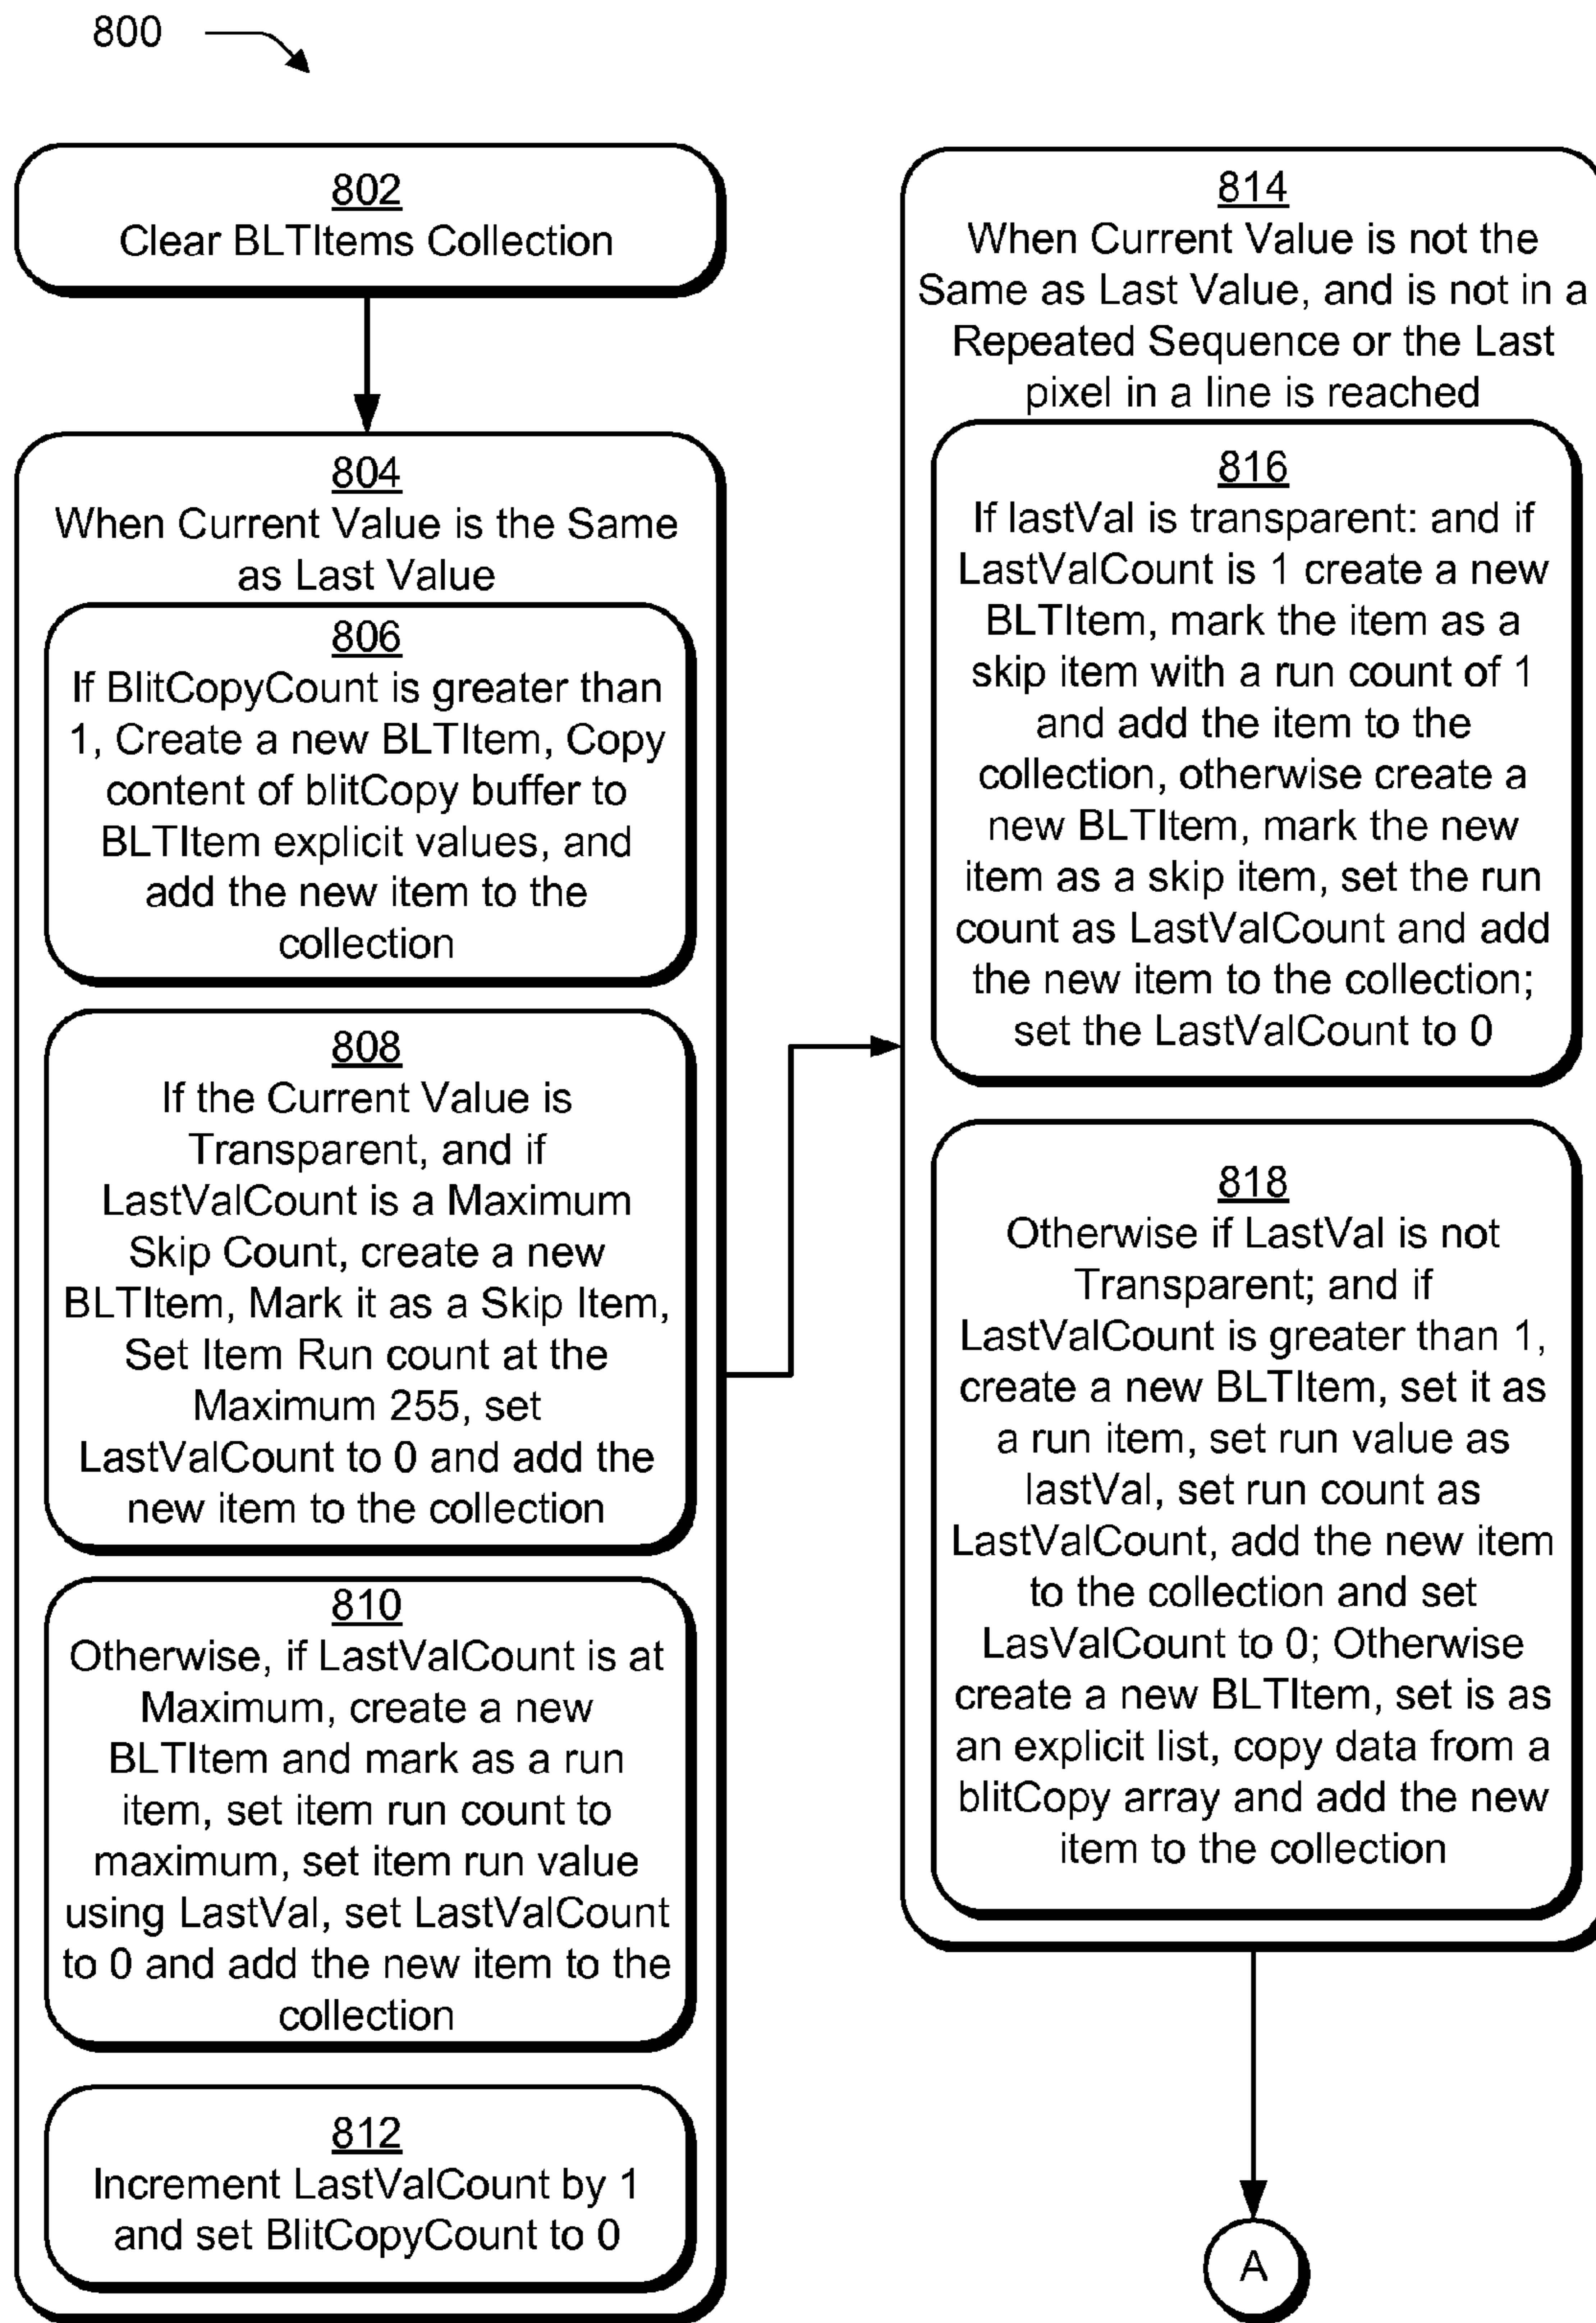 800
802
Clear BLTItems Collection
804
When Current Value is the Same
as Last Value
806
If BlitCopyCount is greater than
1, Create a new BLTItem, Copy
content of blitCopy buffer to
BLTItem explicit values, and
add the new item to the
collection
808
If the Current Value is
Transparent, and if
LastValCount is a Maximum
Skip Count, create a new
BLTItem, Mark it as a Skip Item,
Set Item Run count at the
Maximum 255, set
LastValCount to 0 and add the
new item to the collection
810
Otherwise, if LastValCount is at
Maximum, create a new
BLTItem and mark as a run
item, set item run count to
maximum, set item run value
using LastVal, set LastValCount
to 0 and add the new item to the
collection
812
Increment LastValCount by 1
and set BlitCopyCount to 0
814
When Current Value is not the
Same as Last Value, and is not in a
Repeated Sequence or the Last
pixel in a line is reached
816
If lastVal is transparent: and if
LastValCount is 1 create a new
BLTItem, mark the item as a
skip item with a run count of 1
and add the item to the
collection, otherwise create a
new BLTItem, mark the new
item as a skip item, set the run
count as LastValCount and add
the new item to the collection;
set the LastValCount to 0
818
Otherwise if LastVal is not
Transparent; and if
LastValCount is greater than 1,
create a new BLTItem, set it as
a run item, set run value as
lastVal, set run count as
LastValCount, add the new item
to the collection and set
LasValCount to 0; Otherwise
create a new BLTItem, set is as
an explicit list, copy data from a
blitCopy array and add the new
item to the collection
A